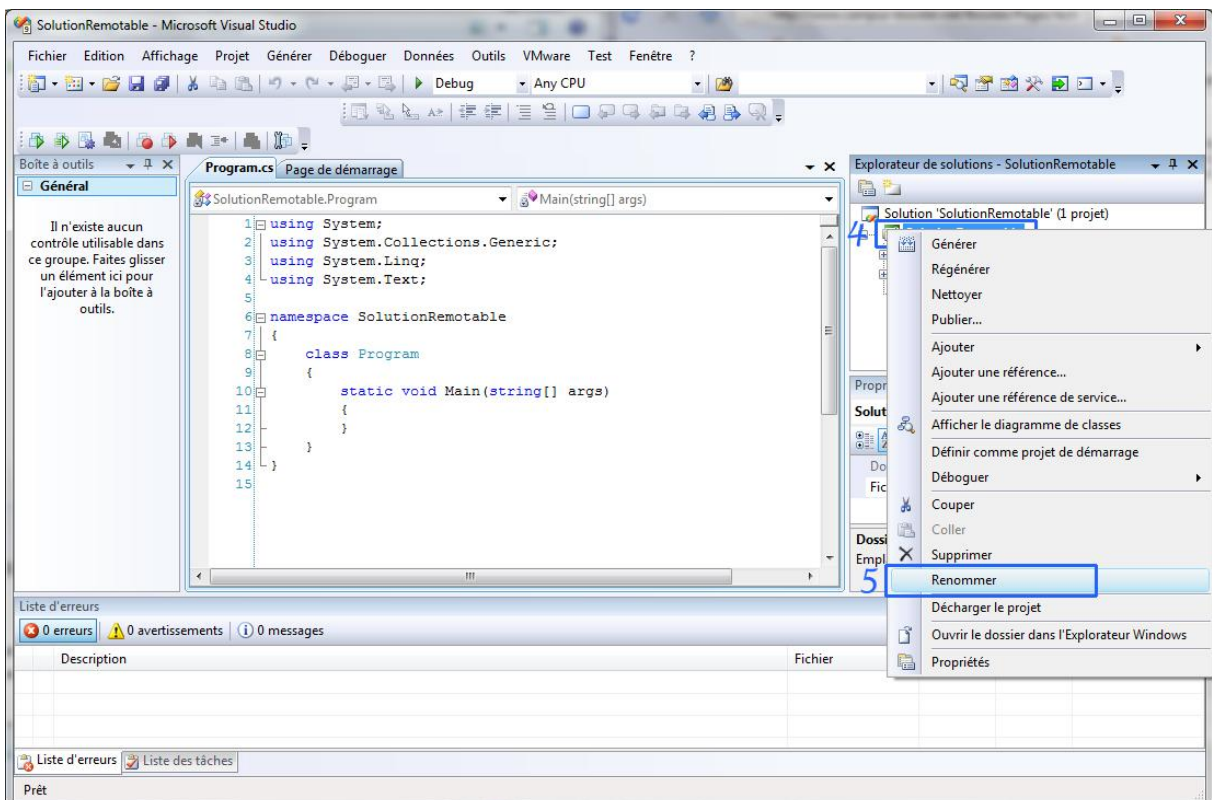 SolutionRemotable - Microsoft Visual Studio
Fichier Edition Affichage Projet Générer Déboguer Données Outils VMware Test Fenêtre ?
Debug Any CPU
Boîte à outils
Général
Il n'existe aucun
contrôle utilisable dans
ce groupe. Faites glisser
un élément ici pour
l'ajouter à la boîte à
outils.
Program.cs Page de démarrage
SolutionRemotable.Program Main(string[] args)
1 using System;
2 using System.Collections.Generic;
3 using System.Linq;
4 using System.Text;
5
6 namespace SolutionRemotable
7 {
8 class Program
9 {
10 static void Main(string[] args)
11 {
12 }
13 }
14 }
15
Explorateur de solutions - SolutionRemotable
Solution 'SolutionRemotable' (1 projet)
4
Générer
Régénérer
Nettoyer
Publier...
Ajouter
Ajouter une référence...
Ajouter une référence de service...
Afficher le diagramme de classes
Définir comme projet de démarrage
Déboguer
Couper
Coller
Supprimer
5 Renommer
Décharger le projet
Ouvrir le dossier dans l'Explorateur Windows
Propriétés
Propr
Solut
Do
Fic
Dossi
Empl
Liste d'erreurs
0 erreurs 0 avertissements 0 messages
Description Fichier
Liste d'erreurs Liste des tâches
Prêt